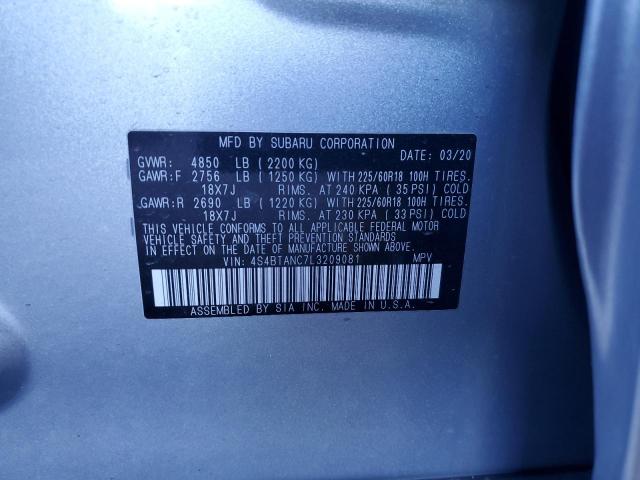 MFD BY SUBARU CORPORATION
GVWR: 4850 LB (2200 KG) DATE: 03/20
GAWR:F 2756 LB (1250 KG) WITH 225/60R18 100H TIRES.
18X7J RIMS. AT 240 KPA (35 PSI) COLD
GAWR:R 2690 LB (1220 KG) WITH 225/60R18 100H TIRES.
18X7J RIMS. AT 230 KPA (33 PSI) COLD
THIS VEHICLE CONFORMS TO ALL APPLICABLE FEDERAL MOTOR
VEHICLE SAFETY AND THEFT PREVENTION STANDARDS
IN EFFECT ON THE DATE OF MANUFACTURE SHOWN ABOVE.
VIN: 4S4BTANC7L3209081 MPV
ASSEMBLED BY SIA INC. MADE IN U.S.A.